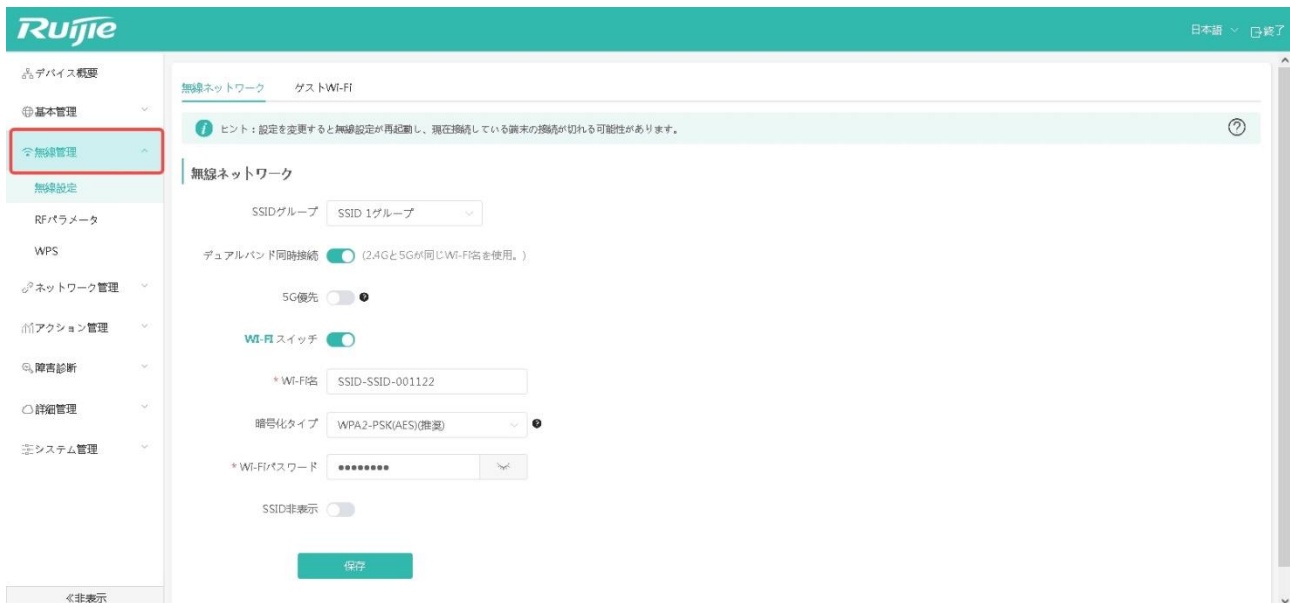 Ruijie
日本語 終了
デバイス概要
基本管理
無線管理
無線設定
RFパラメータ
WPS
ネットワーク管理
アクション管理
障害診断
詳細管理
システム管理
≪非表示
無線ネットワーク ゲストWI-FI
ヒント：設定を変更すると無線設定が再起動し、現在接続している端末の接続が切れる可能性があります。
無線ネットワーク
SSIDグループ SSID 1グループ
デュアルバンド同時接続 (2.4Gと5Gが同じWI-FI名を使用。)
5G優先
WI-FI スイッチ
* WI-FI名 SSID-SSID-001122
暗号化タイプ WPA2-PSK(AES)(推奨)
* WI-FIパスワード ●●●●●●●●
SSID非表示
保存